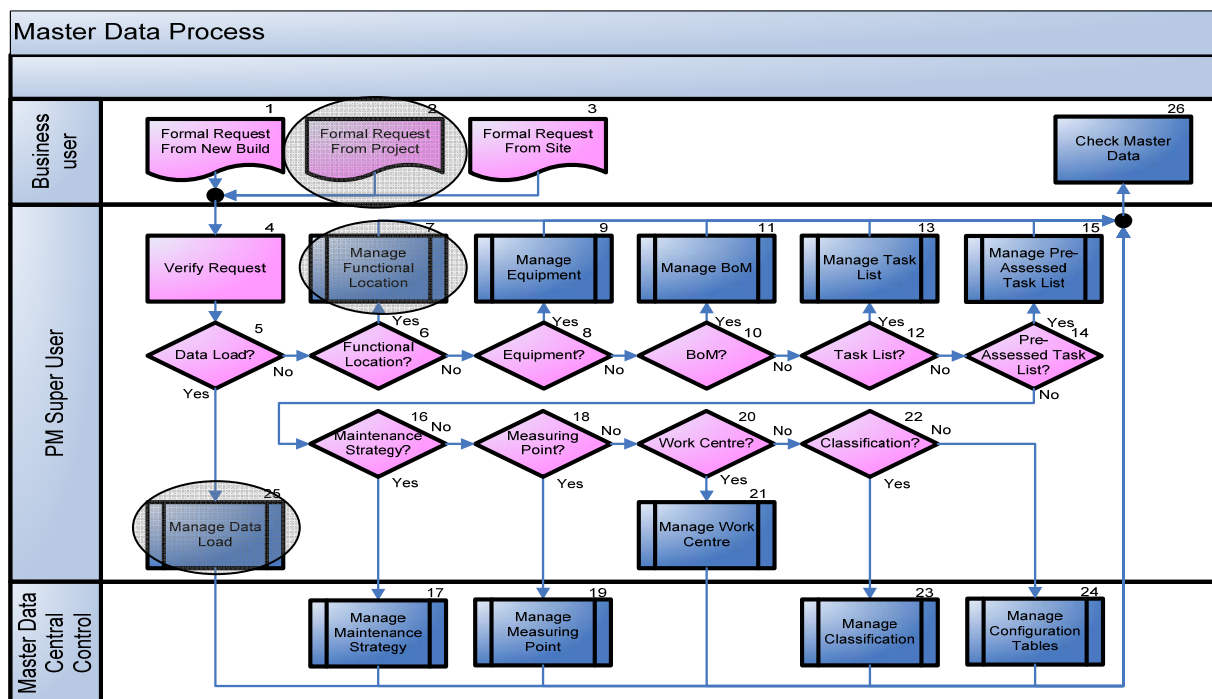 Master Data Process
Business
user
1
Formal Request
From New Build
2
Formal Request
From Project
3
Formal Request
From Site
26
Check Master
Data
PM Super User
4
Verify Request
7
Manage
Functional
Location
9
Manage
Equipment
11
Manage BoM
13
Manage Task
List
15
Manage Pre-
Assessed
Task List
Yes
Yes
Yes
Yes
Yes
5
Data Load?
No
Yes
6
Functional
Location?
No
8
Equipment?
No
10
BoM?
No
12
Task List?
No
14
Pre-
Assessed Task
List?
No
16
Maintenance
Strategy?
No
Yes
18
Measuring
Point?
No
Yes
20
Work Centre?
No
Yes
22
Classification?
No
Yes
25
Manage Data
Load
21
Manage Work
Centre
Master Data
Central
Control
17
Manage
Maintenance
Strategy
19
Manage
Measuring
Point
23
Manage
Classification
24
Manage
Configuration
Tables